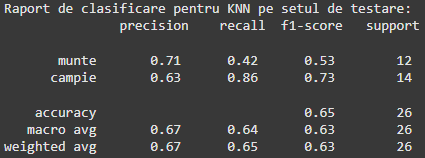 Raport de clasificare pentru KNN pe setul de testare:
precision recall f1-score support
munte 0.71 0.42 0.53 12
campie 0.63 0.86 0.73 14
accuracy 0.65 26
macro avg 0.67 0.64 0.63 26
weighted avg 0.67 0.65 0.63 26